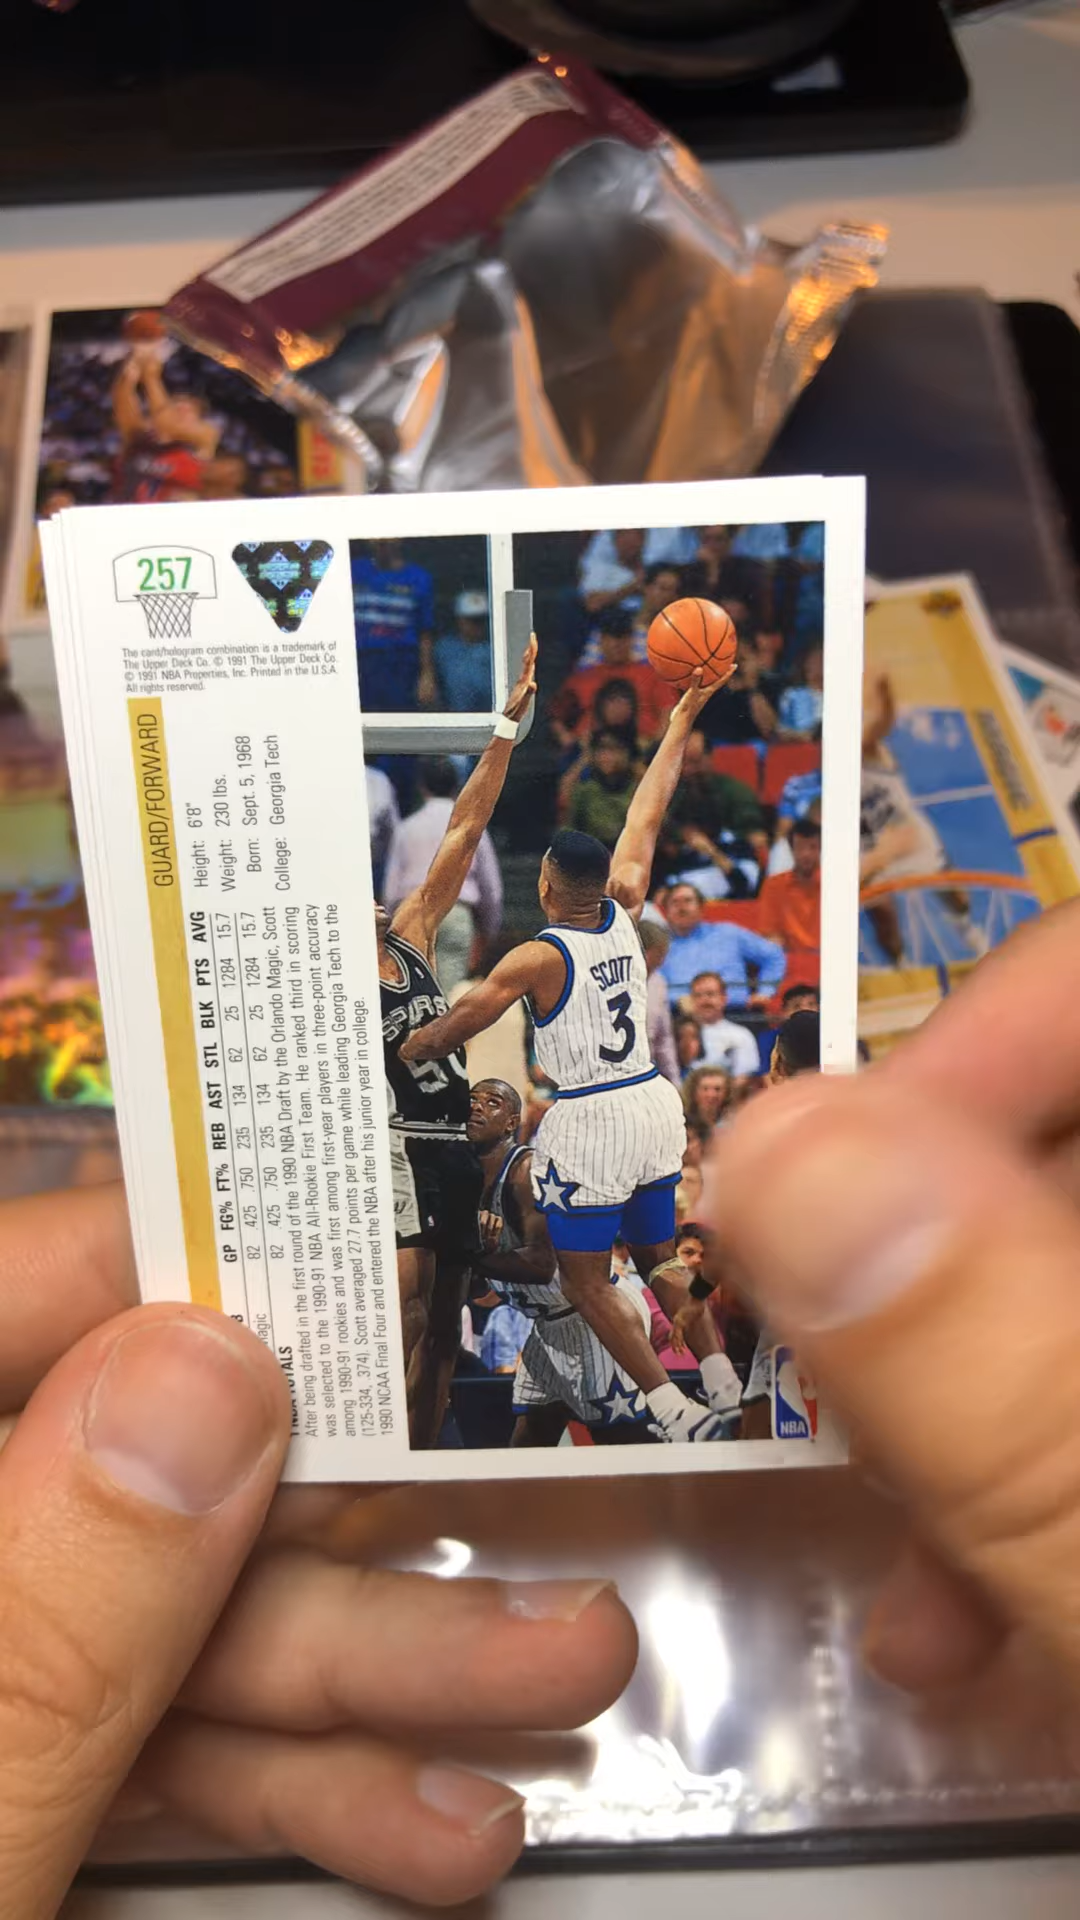 257
The card/hologram combination is a trademark of
The Upper Deck Co. © 1991 The Upper Deck Co.
© 1991 NBA Properties, Inc. Printed in the U.S.A.
All rights reserved.
GUARD/FORWARD
Height: 6'8"
Weight: 230 lbs.
Born: Sept. 5, 1968
College: Georgia Tech
GP FG% FT% REB AST STL BLK PTS AVG
82 .425 .750 235 134 62 25 1284 15.7
TOTALS 82 .425 .750 235 134 62 25 1284 15.7
After being drafted in the first round of the 1990 NBA Draft by the Orlando Magic, Scott
was selected to the 1990-91 NBA All-Rookie First Team. He ranked third in scoring
among 1990-91 rookies and was first among first-year players in three-point accuracy
(125-334, .374). Scott averaged 27.7 points per game while leading Georgia Tech to the
1990 NCAA Final Four and entered the NBA after his junior year in college.
SCOTT
3
SPURS
50
NBA